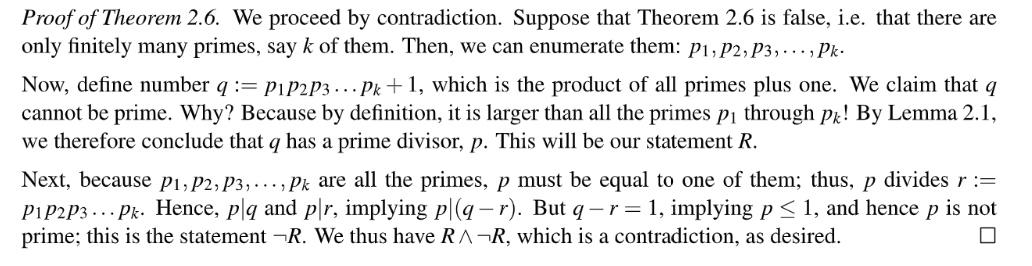 Proof of Theorem 2.6. We proceed by contradiction. Suppose that Theorem 2.6 is false, i.e. that there are
only finitely many primes, say k of them. Then, we can enumerate them: p₁, p₂, p₃, . . . , pₖ.
Now, define number q := p₁p₂p₃ . . . pₖ + 1, which is the product of all primes plus one. We claim that q
cannot be prime. Why? Because by definition, it is larger than all the primes p₁ through pₖ! By Lemma 2.1,
we therefore conclude that q has a prime divisor, p. This will be our statement R.
Next, because p₁, p₂, p₃, . . . , pₖ are all the primes, p must be equal to one of them; thus, p divides r :=
p₁p₂p₃ . . . pₖ. Hence, p|q and p|r, implying p|(q − r). But q − r = 1, implying p ≤ 1, and hence p is not
prime; this is the statement ¬R. We thus have R ∧ ¬R, which is a contradiction, as desired. □